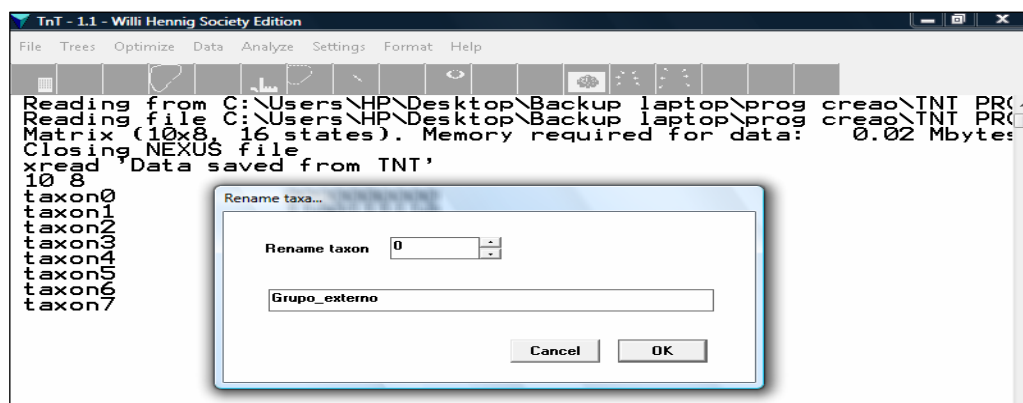 TnT - 1.1 - Willi Hennig Society Edition
File Trees Optimize Data Analyze Settings Format Help
Reading from C:\Users\HP\Desktop\Backup laptop\prog creao\TNT PRO
Reading file C:\Users\HP\Desktop\Backup laptop\prog creao\TNT PRO
Matrix (10x8, 16 states). Memory required for data: 0.02 Mbytes
Closing NEXUS file
xread 'Data saved from TNT'
10 8
taxon0
taxon1
taxon2
taxon3
taxon4
taxon5
taxon6
taxon7
Rename taxa...
Rename taxon 0
Grupo_externo
Cancel OK